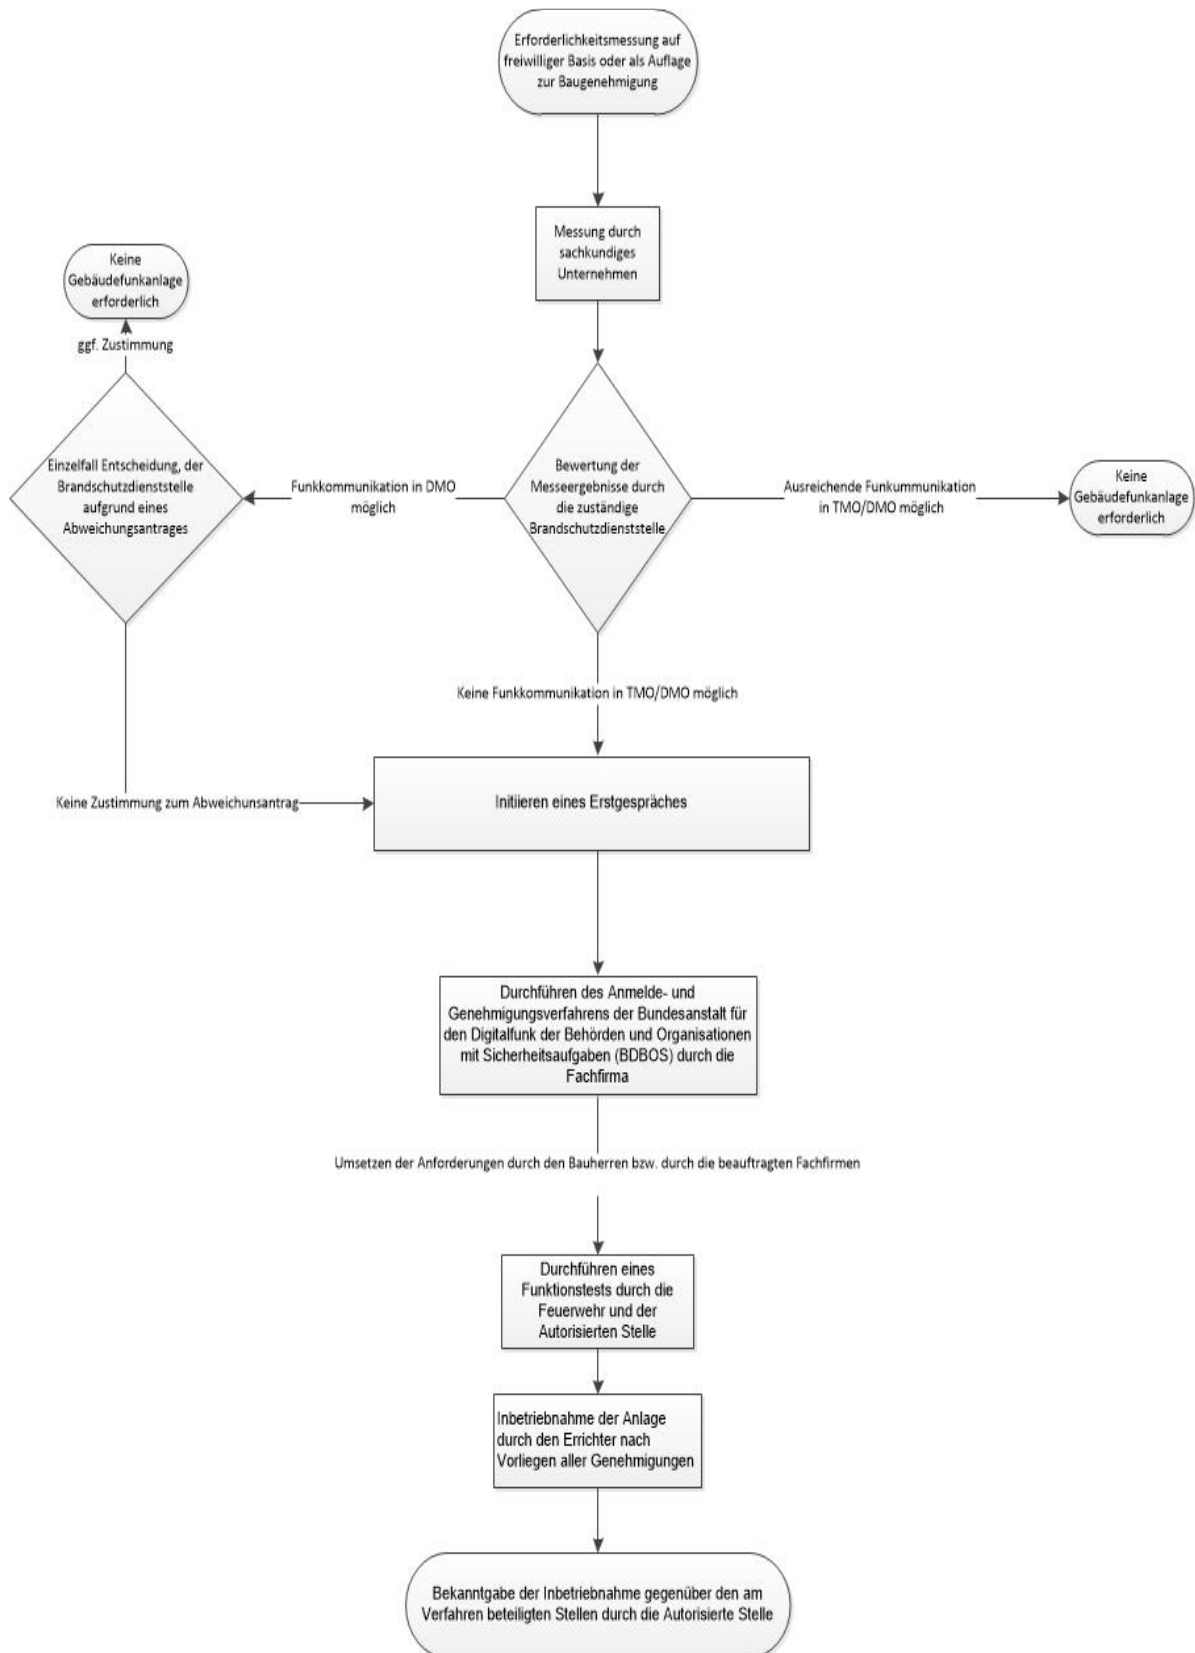 Erforderlichkeitsmessung auf
freiwilliger Basis oder als Auflage
zur Baugenehmigung
Messung durch
sachkundiges
Unternehmen
Keine
Gebäudefunkanlage
erforderlich
ggf. Zustimmung
Einzelfall Entscheidung, der
Brandschutzdienststelle
aufgrund eines
Abweichungsantrages
Funkkommunikation in DMO
möglich
Bewertung der
Messeergebnisse durch
die zuständige
Brandschutzdienststelle
Ausreichende Funkummunikation
in TMO/DMO möglich
Keine
Gebäudefunkanlage
erforderlich
Keine Funkkommunikation in TMO/DMO möglich
Keine Zustimmung zum Abweichunsantrag
Initiieren eines Erstgespräches
Durchführen des Anmelde- und
Genehmigungsverfahrens der Bundesanstalt für
den Digitalfunk der Behörden und Organisationen
mit Sicherheitsaufgaben (BDBOS) durch die
Fachfirma
Umsetzen der Anforderungen durch den Bauherren bzw. durch die beauftragten Fachfirmen
Durchführen eines
Funktionstests durch die
Feuerwehr und der
Autorisierten Stelle
Inbetriebnahme der Anlage
durch den Errichter nach
Vorliegen aller Genehmigungen
Bekanntgabe der Inbetriebnahme gegenüber den am
Verfahren beteiligten Stellen durch die Autorisierte Stelle